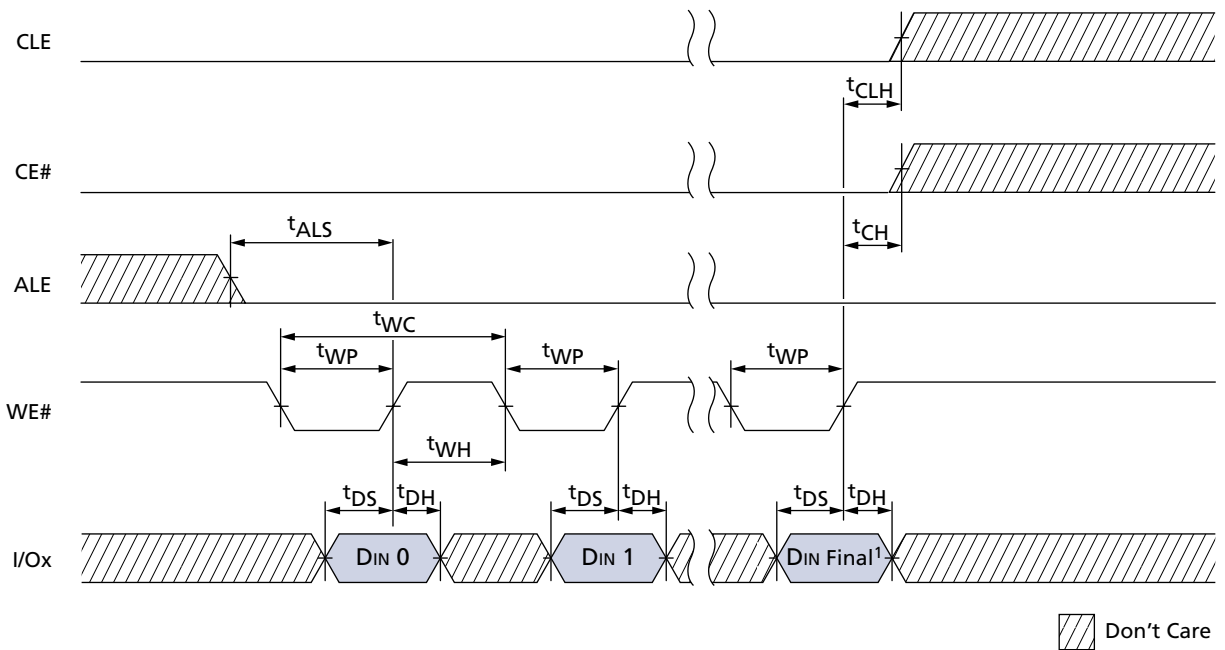 CLE
tCLH
CE#
tCH
tALS
ALE
tWC
tWP
tWP
tWP
WE#
tWH
tDS
tDH
tDS
tDH
tDS
tDH
I/Ox
DIN 0
DIN 1
DIN Final1
Don't Care